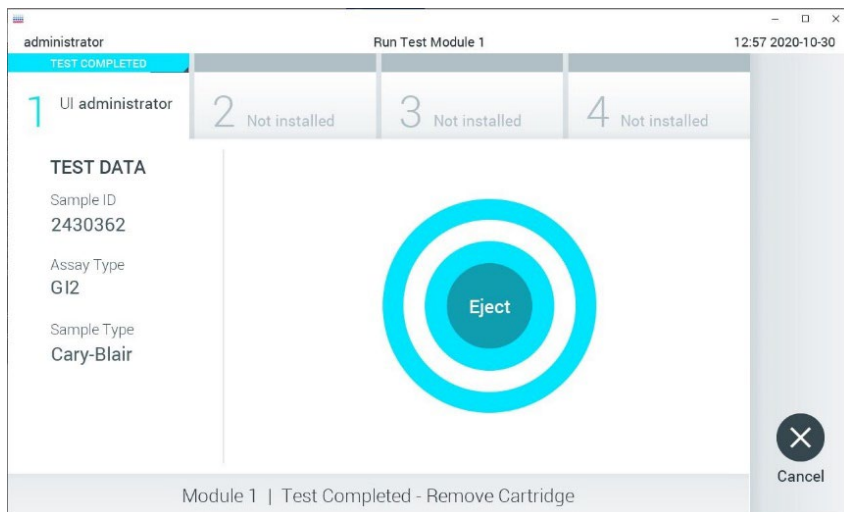 administrator
Run Test Module 1
12:57 2020-10-30
TEST COMPLETED
1 UI administrator
2 Not installed
3 Not installed
4 Not installed
TEST DATA
Sample ID
2430362
Assay Type
GI2
Sample Type
Cary-Blair
Eject
Cancel
Module 1 | Test Completed - Remove Cartridge